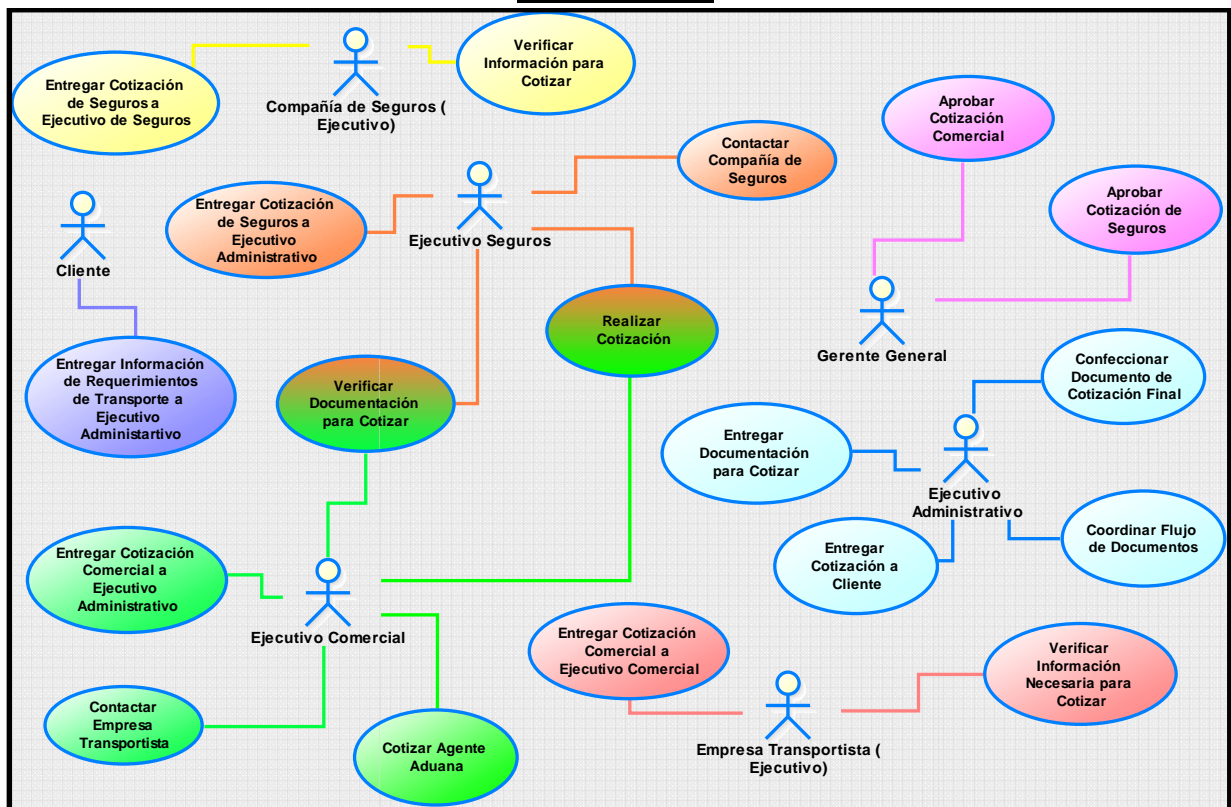 Entregar Cotización
de Seguros a
Ejecutivo de Seguros
Compañía de Seguros (
Ejecutivo)
Verificar
Información para
Cotizar
Aprobar
Cotización
Comercial
Contactar
Compañía de
Seguros
Entregar Cotización
de Seguros a
Ejecutivo
Administrativo
Ejecutivo Seguros
Aprobar
Cotización de
Seguros
Cliente
Realizar
Cotización
Gerente General
Entregar Información
de Requerimientos
de Transporte a
Ejecutivo
Administartivo
Verificar
Documentación
para Cotizar
Confeccionar
Documento de
Cotización Final
Entregar
Documentación
para Cotizar
Ejecutivo
Administrativo
Entregar
Cotización a
Cliente
Coordinar Flujo
de Documentos
Entregar Cotización
Comercial a
Ejecutivo
Administrativo
Ejecutivo Comercial
Entregar Cotización
Comercial a
Ejecutivo Comercial
Verificar
Información
Necesaria para
Cotizar
Contactar
Empresa
Transportista
Cotizar Agente
Aduana
Empresa Transportista (
Ejecutivo)